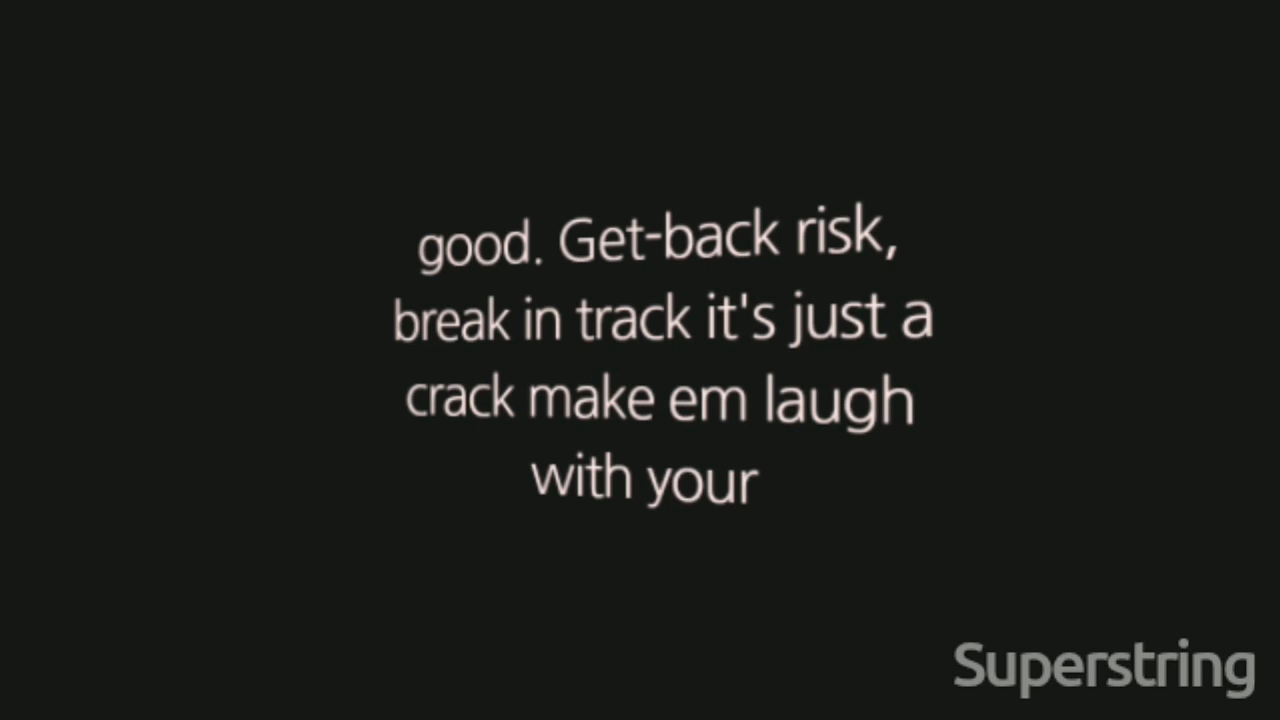 good. Get-back risk,
break in track it's just a
crack make em laugh
with your
Superstring